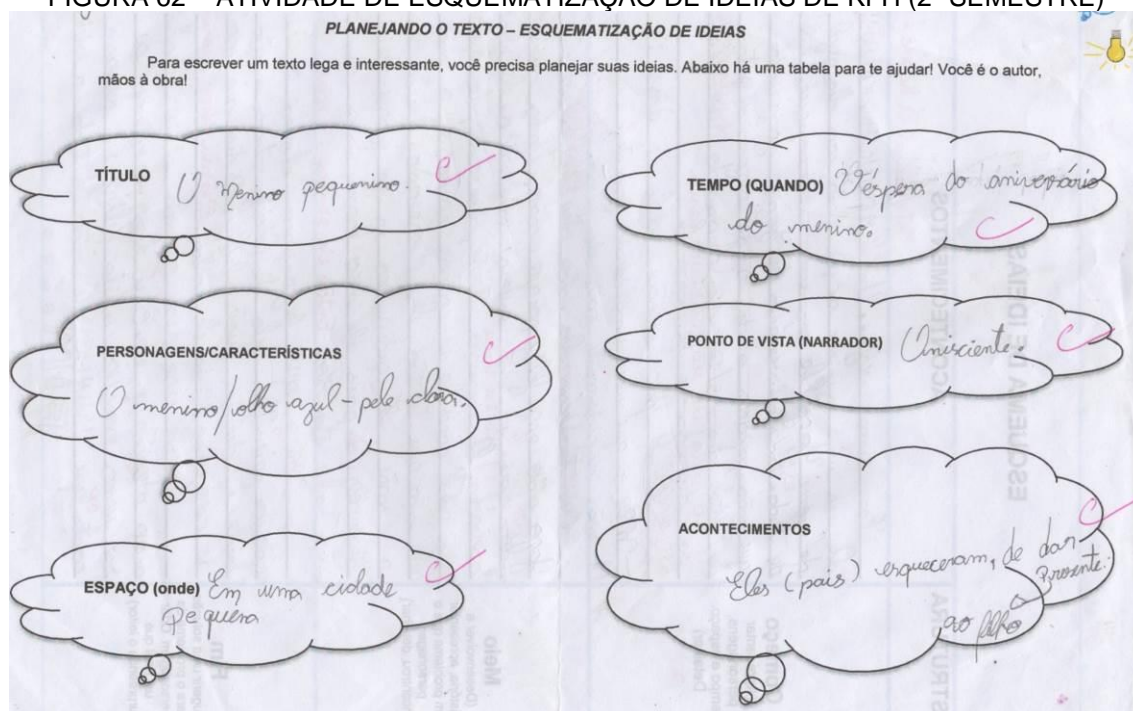 FIGURA 62 – ATIVIDADE DE ESQUEMATIZAÇÃO DE IDEIAS DE RPH (2º SEMESTRE)
PLANEJANDO O TEXTO – ESQUEMATIZAÇÃO DE IDEIAS
Para escrever um texto lega e interessante, você precisa planejar suas ideias. Abaixo há uma tabela para te ajudar! Você é o autor,
mãos à obra!
TÍTULO O Menino pequenino.
TEMPO (QUANDO) Véspera do aniversário
do menino.
PERSONAGENS/CARACTERÍSTICAS
O menino/olho azul - pele clara.
PONTO DE VISTA (NARRADOR) Onisciente.
ESPAÇO (onde) Em uma cidade
Pequena
ACONTECIMENTOS
Eles (pais) esqueceram, de dar
o Presente.
ao filho